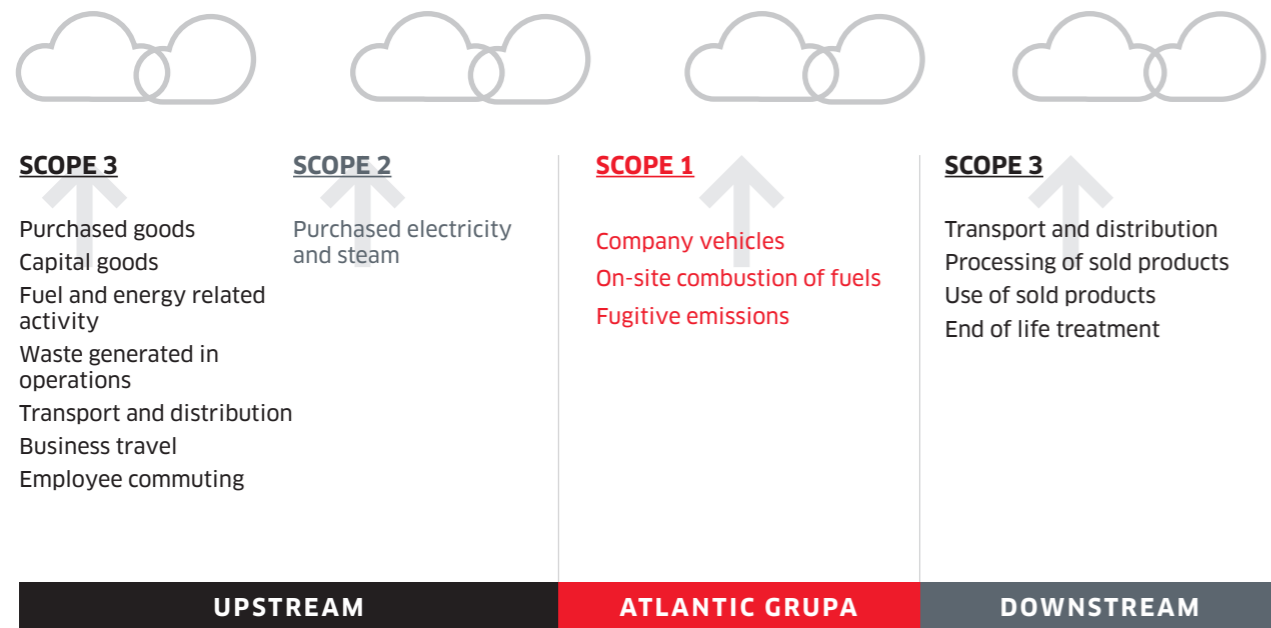 SCOPE 3
Purchased goods
Capital goods
Fuel and energy related
activity
Waste generated in
operations
Transport and distribution
Business travel
Employee commuting
SCOPE 2
Purchased electricity
and steam
SCOPE 1
Company vehicles
On-site combustion of fuels
Fugitive emissions
SCOPE 3
Transport and distribution
Processing of sold products
Use of sold products
End of life treatment
UPSTREAM
ATLANTIC GRUPA
DOWNSTREAM